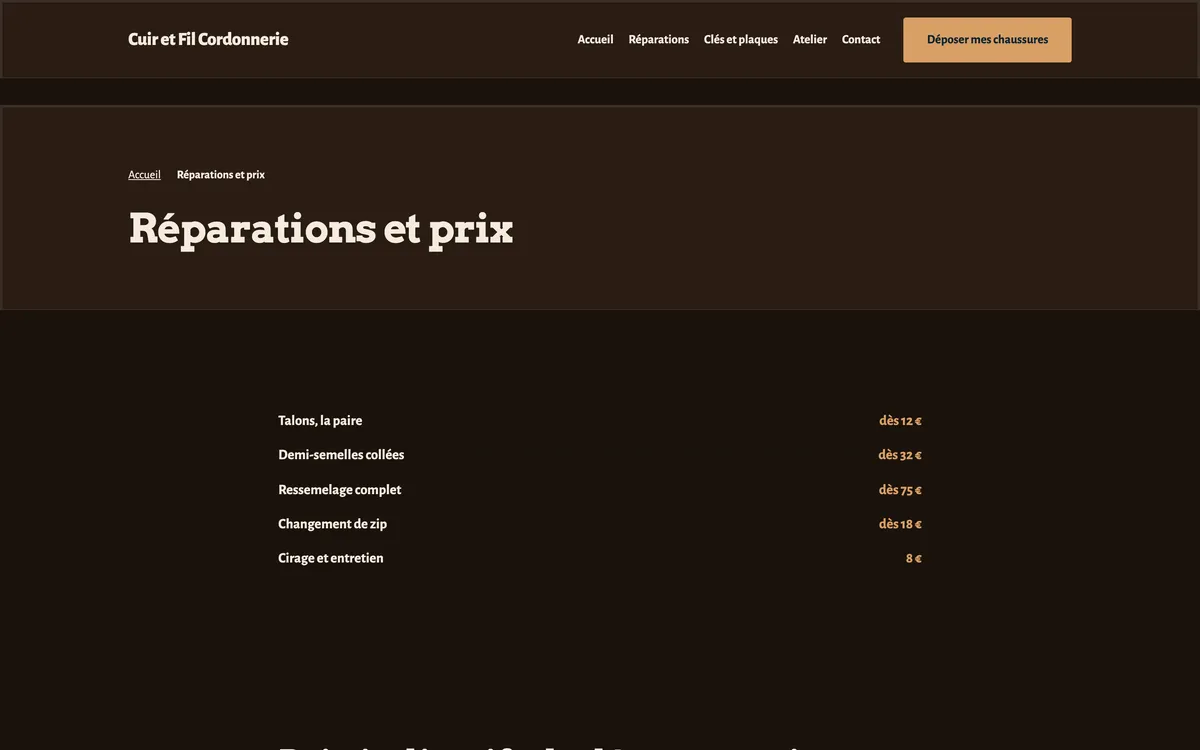 Cuir et Fil Cordonnerie
Accueil Réparations Clés et plaques Atelier Contact Déposer mes chaussures
Accueil Réparations et prix
Réparations et prix
Talons, la paire dès 12 €
Demi-semelles collées dès 32 €
Ressemelage complet dès 75 €
Changement de zip dès 18 €
Cirage et entretien 8 €